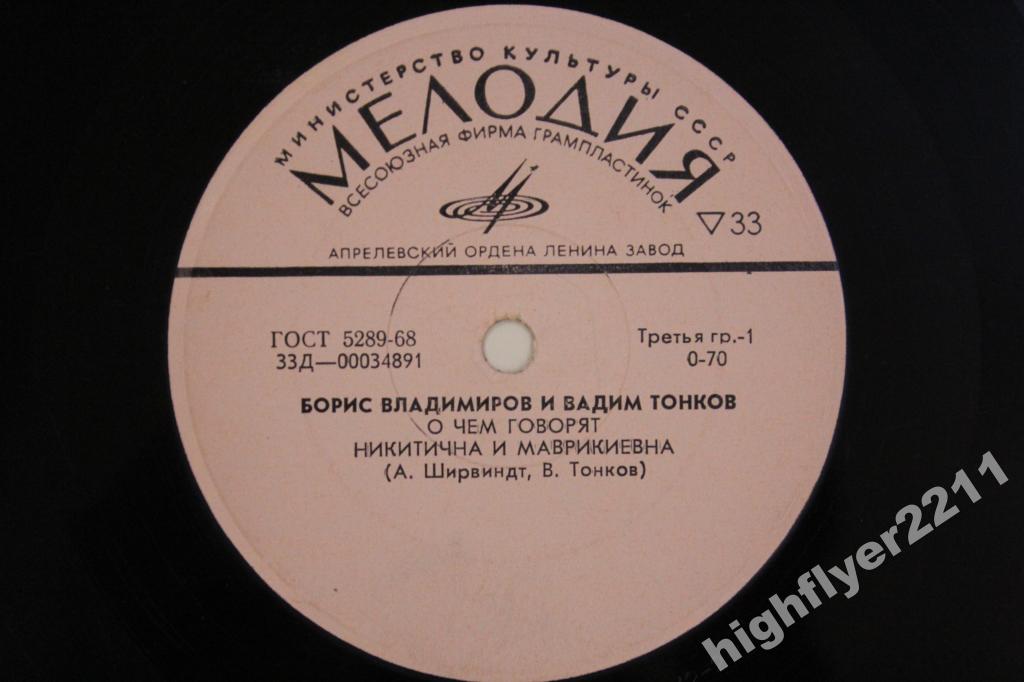 МИНИСТЕРСТВО КУЛЬТУРЫ СССР
МЕЛОДИЯ
ВСЕСОЮЗНАЯ ФИРМА ГРАМПЛАСТИНОК
▽33
АПРЕЛЕВСКИЙ ОРДЕНА ЛЕНИНА ЗАВОД
ГОСТ 5289-68
33Д—00034891
Третья гр.-1
0-70
БОРИС ВЛАДИМИРОВ И ВАДИМ ТОНКОВ
О ЧЕМ ГОВОРЯТ
НИКИТИЧНА И МАВРИКИЕВНА
(А. Ширвиндт, В. Тонков)
highflyer2211